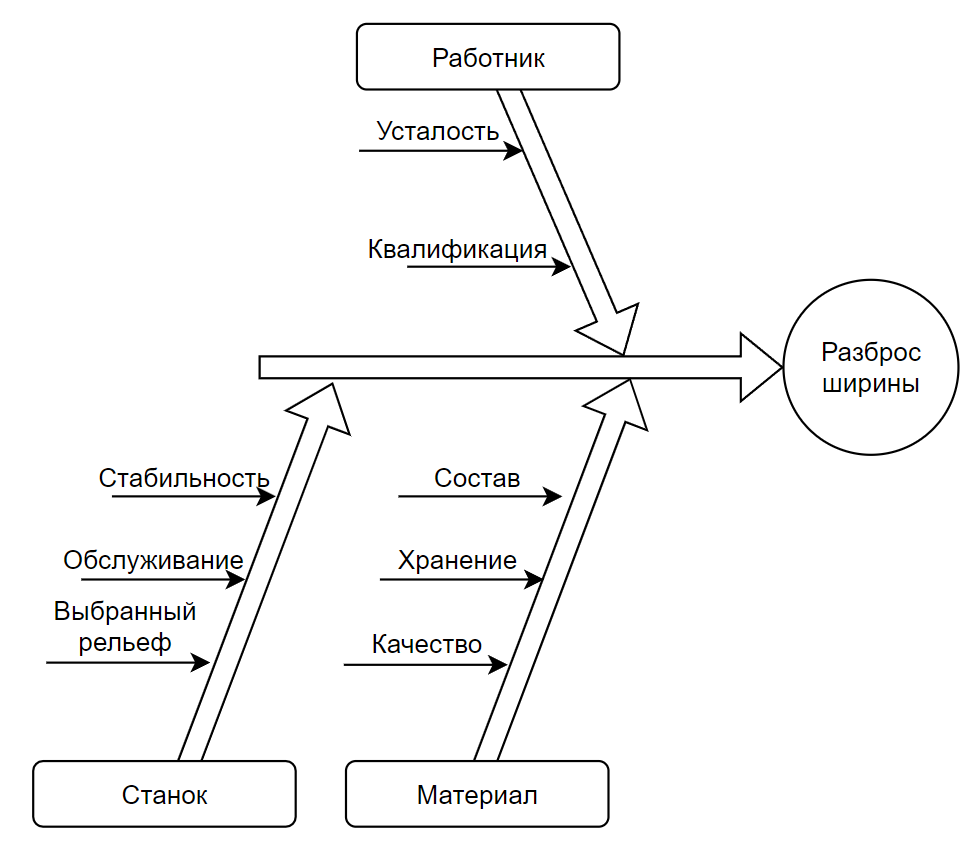 Работник
Усталость
Квалификация
Разброс
ширины
Стабильность
Состав
Обслуживание
Хранение
Выбранный
рельеф
Качество
Станок
Материал